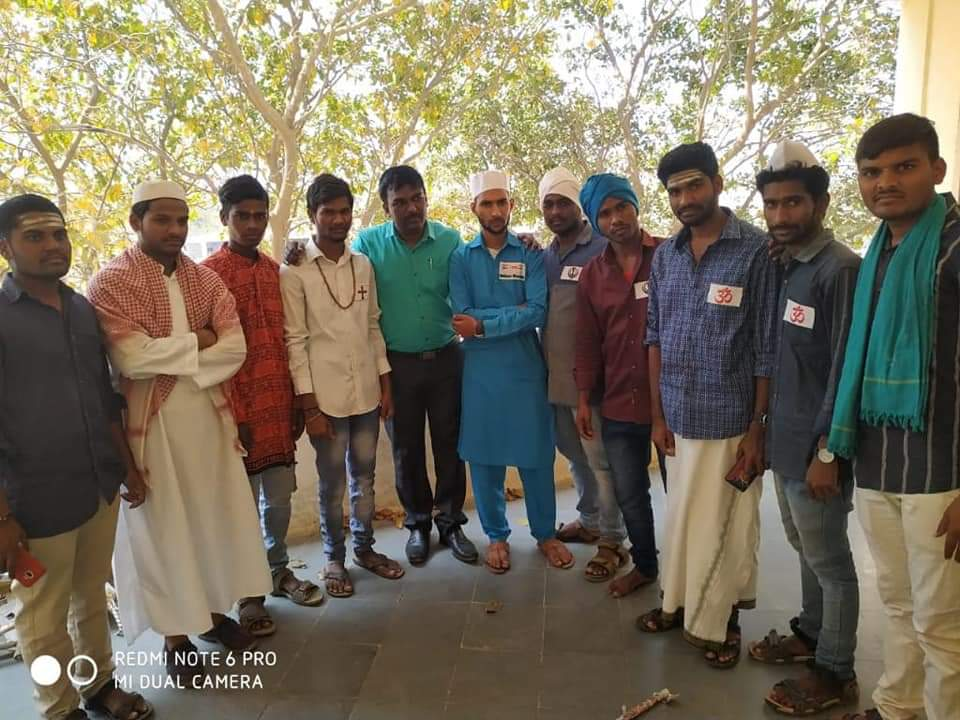 ॐ
ॐ
REDMI NOTE 6 PRO
MI DUAL CAMERA